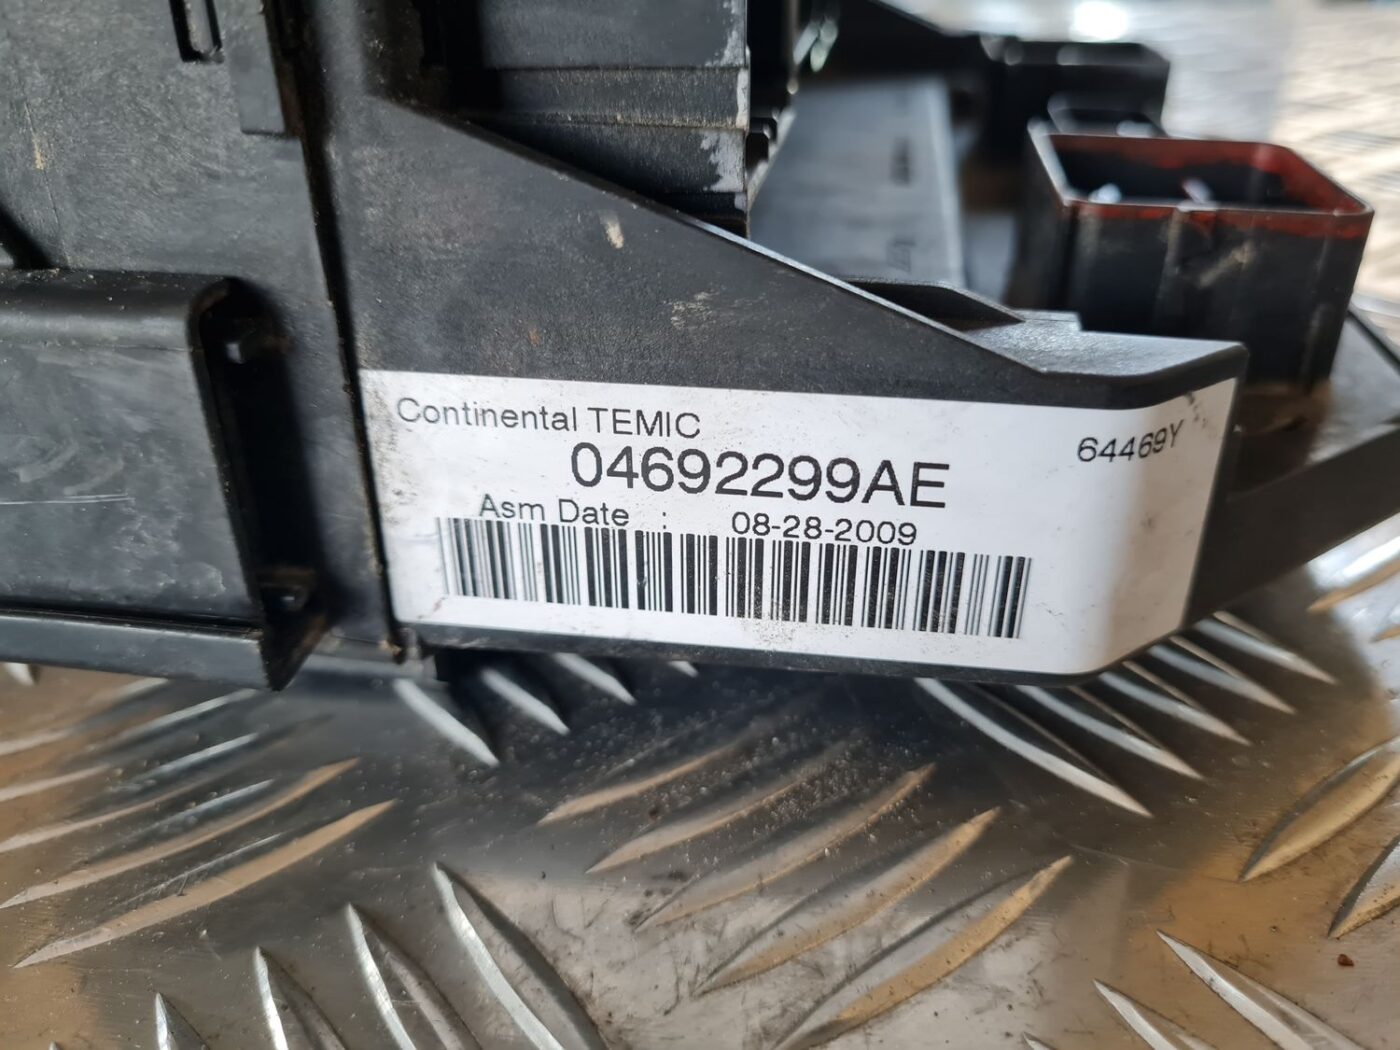 Continental TEMIC
64469Y
04692299AE
Asm Date : 08-28-2009